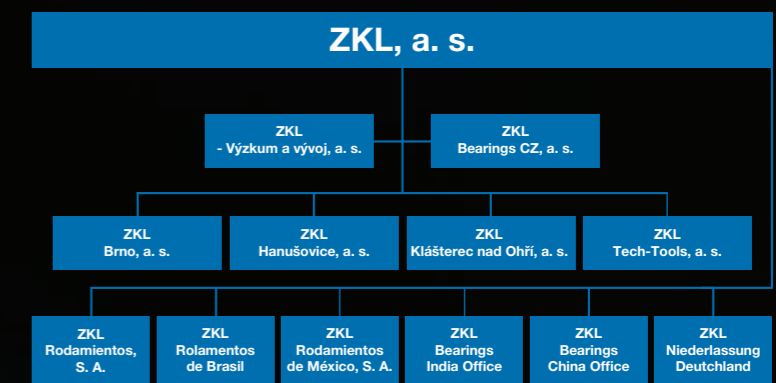 ZKL, a. s.
ZKL
- Výzkum a vývoj, a. s.
ZKL
Bearings CZ, a. s.
ZKL
Brno, a. s.
ZKL
Hanušovice, a. s.
ZKL
Klášterec nad Ohří, a. s.
ZKL
Tech-Tools, a. s.
ZKL
Rodamientos,
S. A.
ZKL
Rolamentos
de Brasil
ZKL
Rodamientos
de México, S. A.
ZKL
Bearings
India Office
ZKL
Bearings
China Office
ZKL
Niederlassung
Deutchland